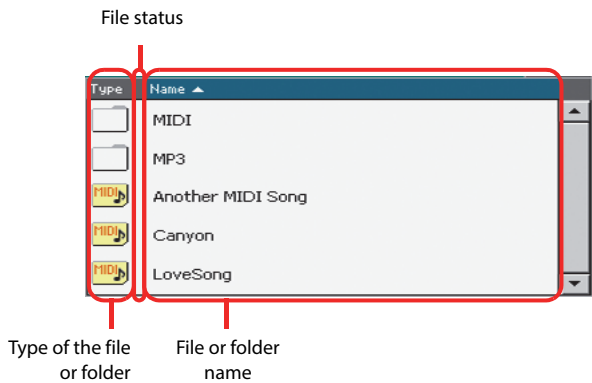 File status
Type Name
MIDI
MP3
MIDI Another MIDI Song
MIDI Canyon
MIDI LoveSong
Type of the file
or folder
File or folder
name